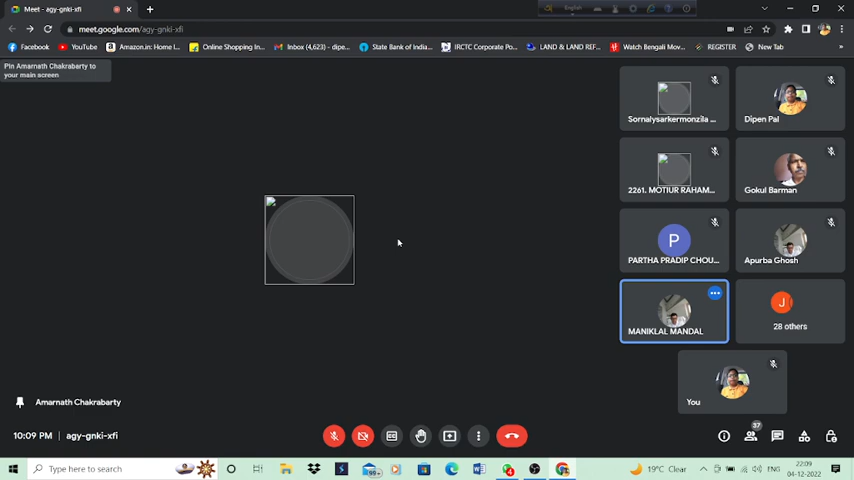 Meet - agy-gnki-xfi
English
meet.google.com/agy-gnki-xfi
Facebook
YouTube
Amazon.in: Home I...
Online Shopping In...
Inbox (4,623) - dipe...
State Bank of India...
IRCTC Corporate Po...
LAND & LAND REF...
Watch Bengali Mov...
REGISTER
New Tab
Pin Amarnath Chakrabarty to
your main screen
Sornalysarkermonzila ...
Dipen Pal
2261. MOTIUR RAHAM...
Gokul Barman
P
PARTHA PRADIP CHOU...
Apurba Ghosh
MANIKLAL MANDAL
J
28 others
You
Amarnath Chakrabarty
10:09 PM
agy-gnki-xfi
37
Type here to search
99+
4
19°C Clear
ENG
22:09
04-12-2022